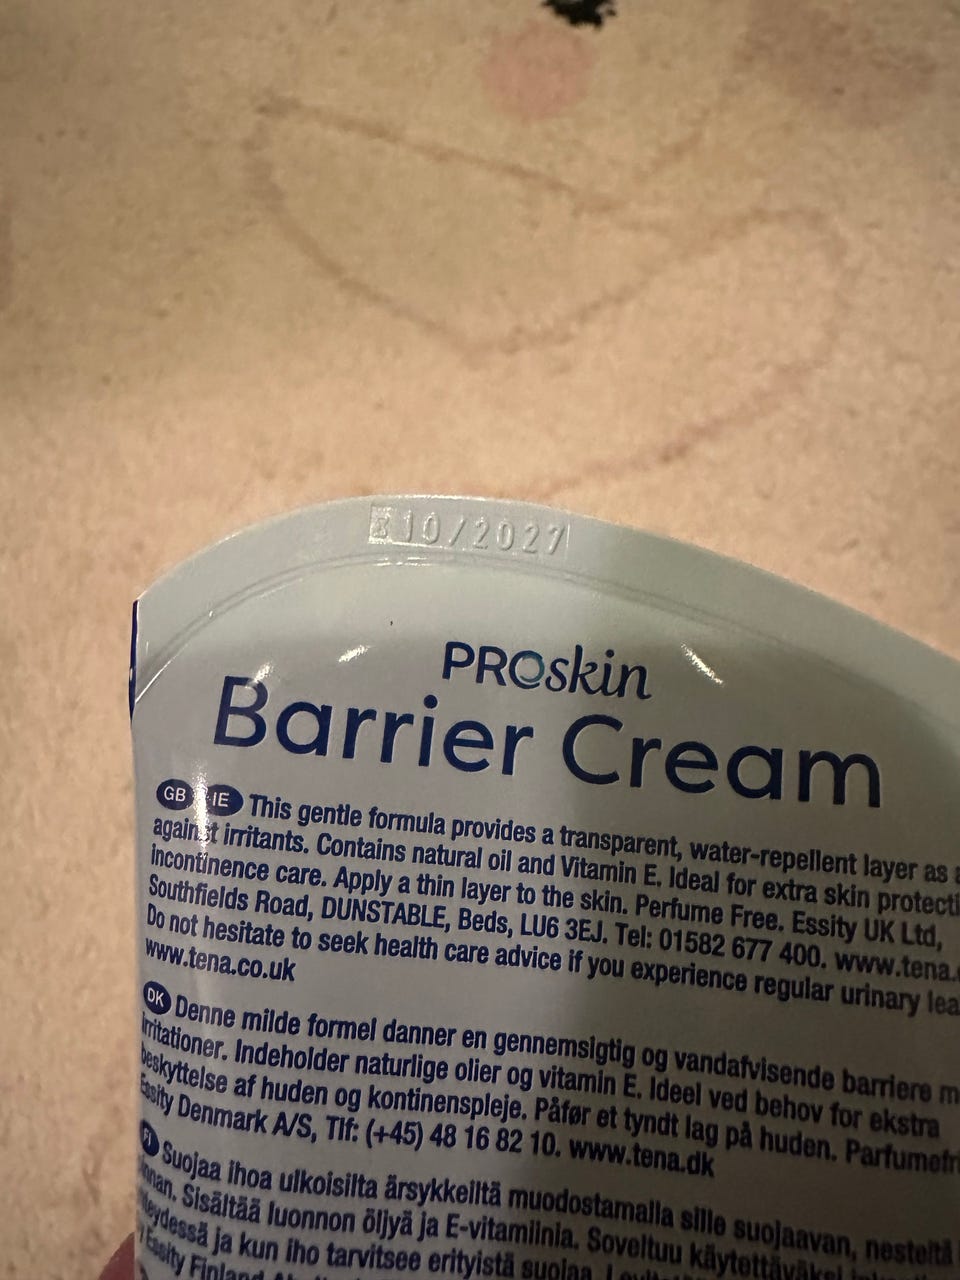 10/2027
PROskin
Barrier Cream
GB IE This gentle formula provides a transparent, water-repellent layer as
against irritants. Contains natural oil and Vitamin E. Ideal for extra skin
incontinence care. Apply a thin layer to the skin. Perfume Free. Essity UK Ltd,
Southfields Road, DUNSTABLE, Beds, LU6 3EJ. Tel: 01582 677 400. www.tena.
Do not hesitate to seek health care advice if you experience regular urinary
www.tena.co.uk
DK Denne milde formel danner en gennemsigtig og vandafvisende barriere
irritationer. Indeholder naturlige olier og vitamin E. Ideel ved behov for ekstra
beskyttelse af huden og kontinenspleje. Påfør et tyndt lag på huden.
Essity Denmark A/S, Tlf: (+45) 48 16 82 10. www.tena.dk
FI Suojaa ihoa ulkoisilta ärsykkeiltä muodostamalla sille suojaavan, nesteitä
Sisältää luonnon öljyä ja E-vitamiinia. Soveltuu
ja kun iho tarvitsee erityistä suojaa.
Essity Finland